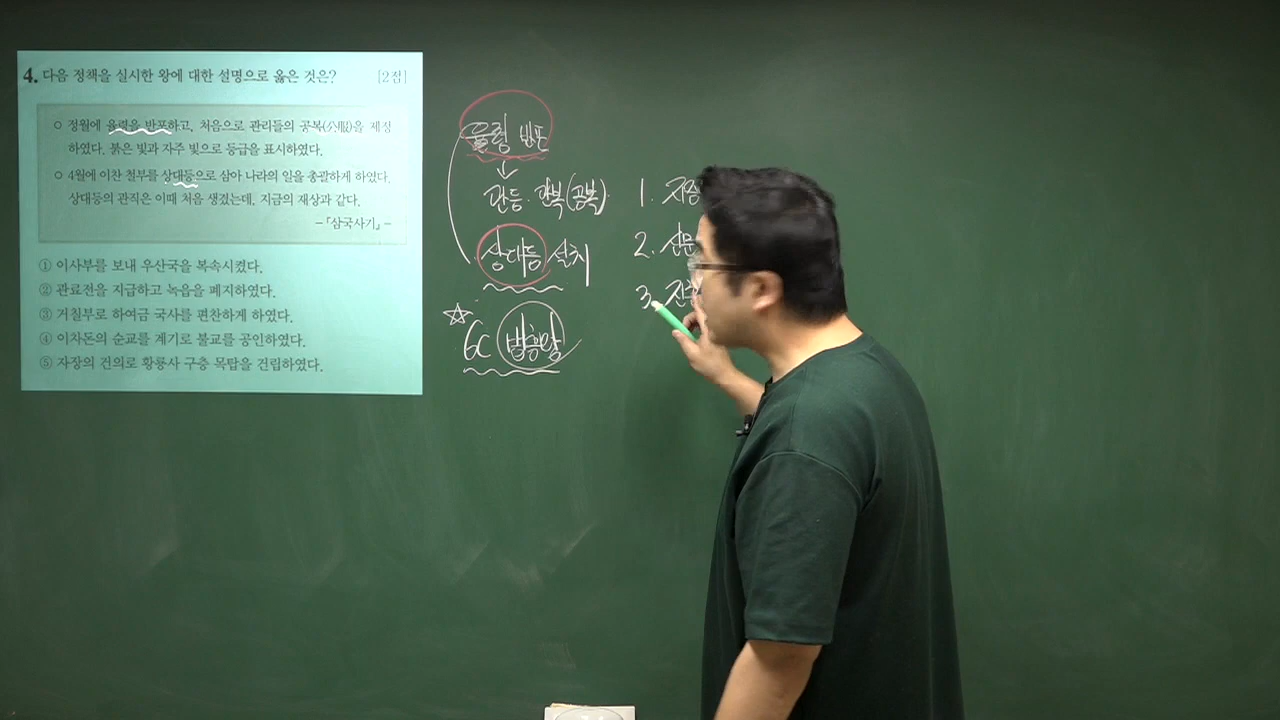 4. 다음 정책을 실시한 왕에 대한 설명으로 옳은 것은? [2점]
○ 정월에 율령을 반포하고, 처음으로 관리들의 공복(公服)을 제정
하였다. 붉은 빛과 자주 빛으로 등급을 표시하였다.
○ 4월에 이찬 철부를 상대등으로 삼아 나라의 일을 총괄하게 하였다.
상대등의 관직은 이때 처음 생겼는데, 지금의 재상과 같다.
-『삼국사기』-
① 이사부를 보내 우산국을 복속시켰다.
② 관료전을 지급하고 녹읍을 폐지하였다.
③ 거칠부로 하여금 국사를 편찬하게 하였다.
④ 이차돈의 순교를 계기로 불교를 공인하였다.
⑤ 자장의 건의로 황룡사 구층 목탑을 건립하였다.
율령 반포
↓
관등·관복(공복)
상대등 설치
☆ 6C 법흥왕
1. 지증
2. 신문
3. 진